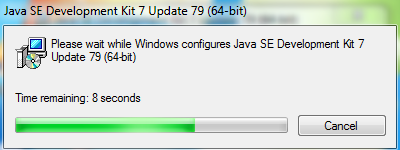 Java SE Development Kit 7 Update 79 (64-bit)
Please wait while Windows configures Java SE Development Kit 7
Update 79 (64-bit)
Time remaining: 8 seconds
Cancel